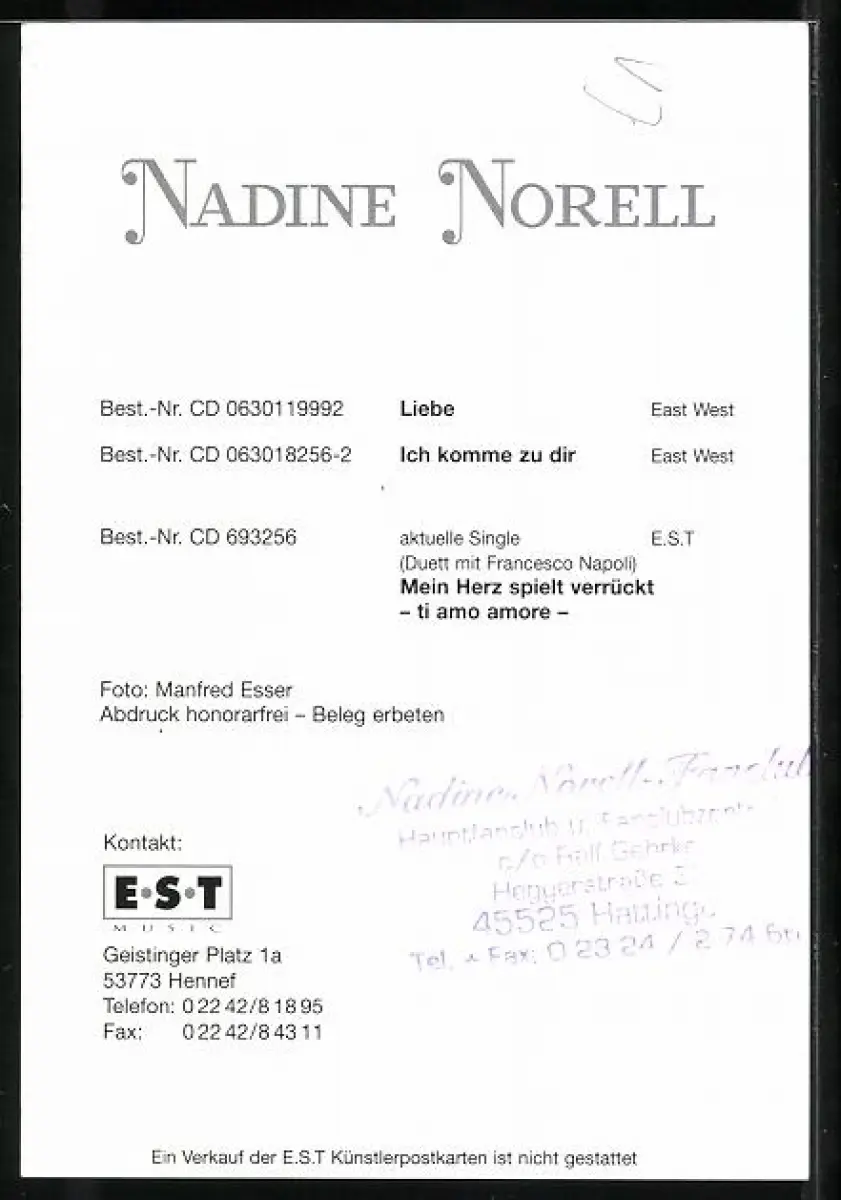 NADINE NORELL
Best.-Nr. CD 0630119992 Liebe East West
Best.-Nr. CD 063018256-2 Ich komme zu dir East West
Best.-Nr. CD 693256 aktuelle Single E.S.T
(Duett mit Francesco Napoli)
Mein Herz spielt verrückt
– ti amo amore –
Foto: Manfred Esser
Abdruck honorarfrei – Beleg erbeten
Nadine Norell-Fanclub
Hauptfanclub u.
c/o Gehrke
45525
Tel. + Fax: 0 23 24 /
Kontakt:
E·S·T
MUSIC
Geistinger Platz 1a
53773 Hennef
Telefon: 0 22 42/8 18 95
Fax: 0 22 42/8 43 11
Ein Verkauf der E.S.T Künstlerpostkarten ist nicht gestattet